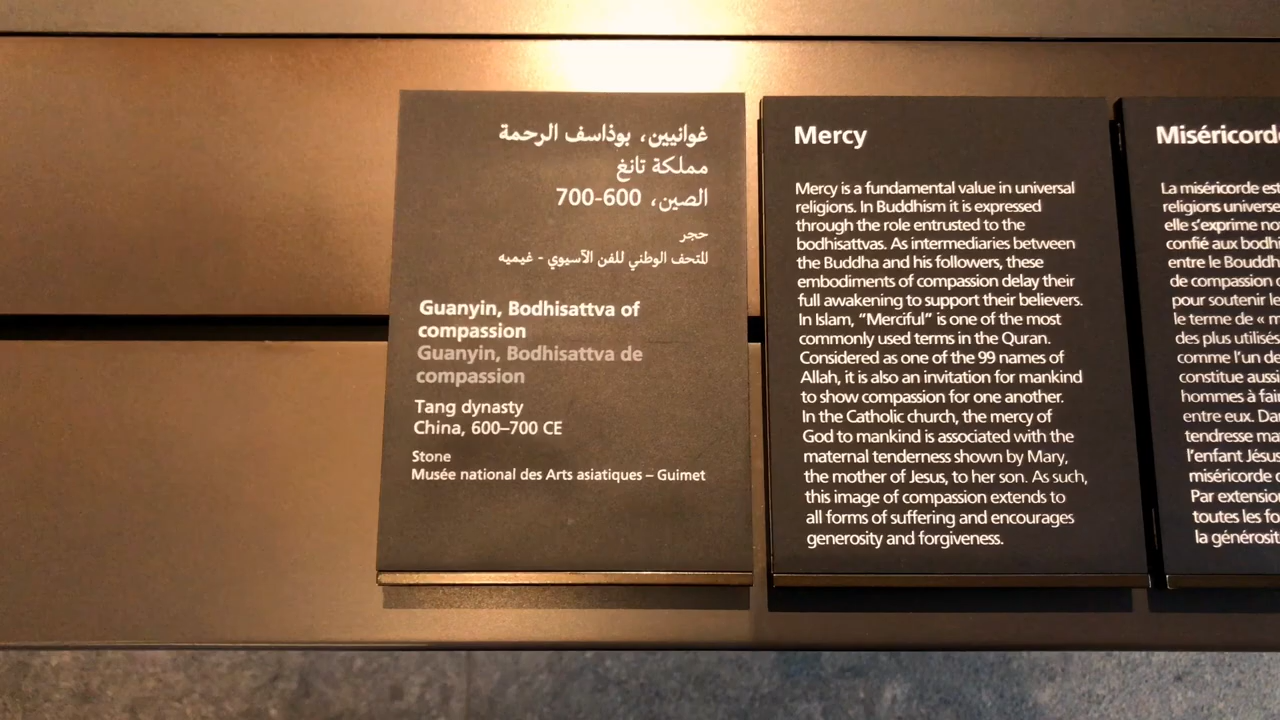 غوانيين، بوذاسف الرحمة
مملكة تانغ
الصين، 600-700
حجر
المتحف الوطني للفن الآسيوي - غيميه
Guanyin, Bodhisattva of
compassion
Guanyin, Bodhisattva de
compassion
Tang dynasty
China, 600–700 CE
Stone
Musée national des Arts asiatiques – Guimet
Mercy
Mercy is a fundamental value in universal
religions. In Buddhism it is expressed
through the role entrusted to the
bodhisattvas. As intermediaries between
the Buddha and his followers, these
embodiments of compassion delay their
full awakening to support their believers.
In Islam, “Merciful” is one of the most
commonly used terms in the Quran.
Considered as one of the 99 names of
Allah, it is also an invitation for mankind
to show compassion for one another.
In the Catholic church, the mercy of
God to mankind is associated with the
maternal tenderness shown by Mary,
the mother of Jesus, to her son. As such,
this image of compassion extends to
all forms of suffering and encourages
generosity and forgiveness.
Miséricord
La miséricorde est
religions universe
elle s’exprime no
confié aux bodhi
entre le Bouddh
de compassion
pour soutenir le
le terme de « m
des plus utilisés
comme l’un de
constitue aussi
hommes à fai
entre eux. Da
tendresse ma
l’enfant Jésus
miséricorde
Par extension
toutes les fo
la générosit